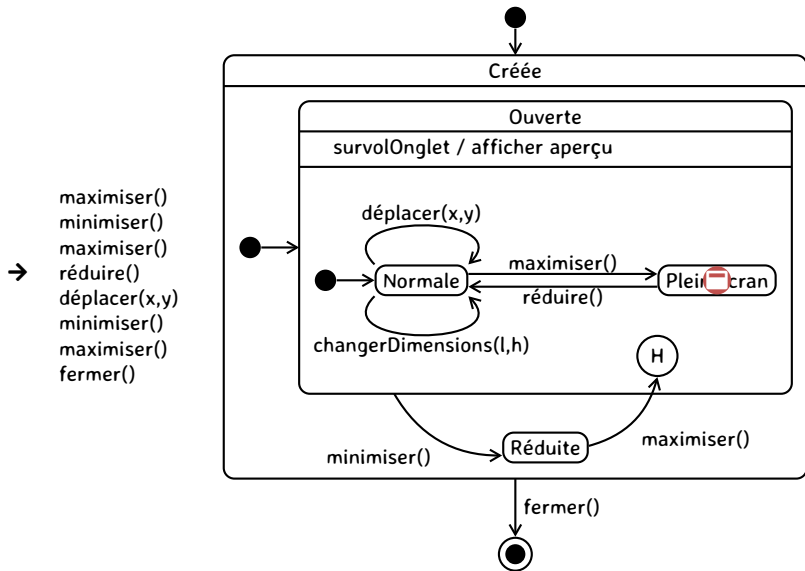 Créée
Ouverte
survolOnglet / afficher aperçu
maximiser()
minimiser()
maximiser()
réduire()
déplacer(x,y)
minimiser()
maximiser()
fermer()
déplacer(x,y)
Normale
maximiser()
réduire()
changerDimensions(l,h)
H
Réduite
minimiser()
maximiser()
fermer()